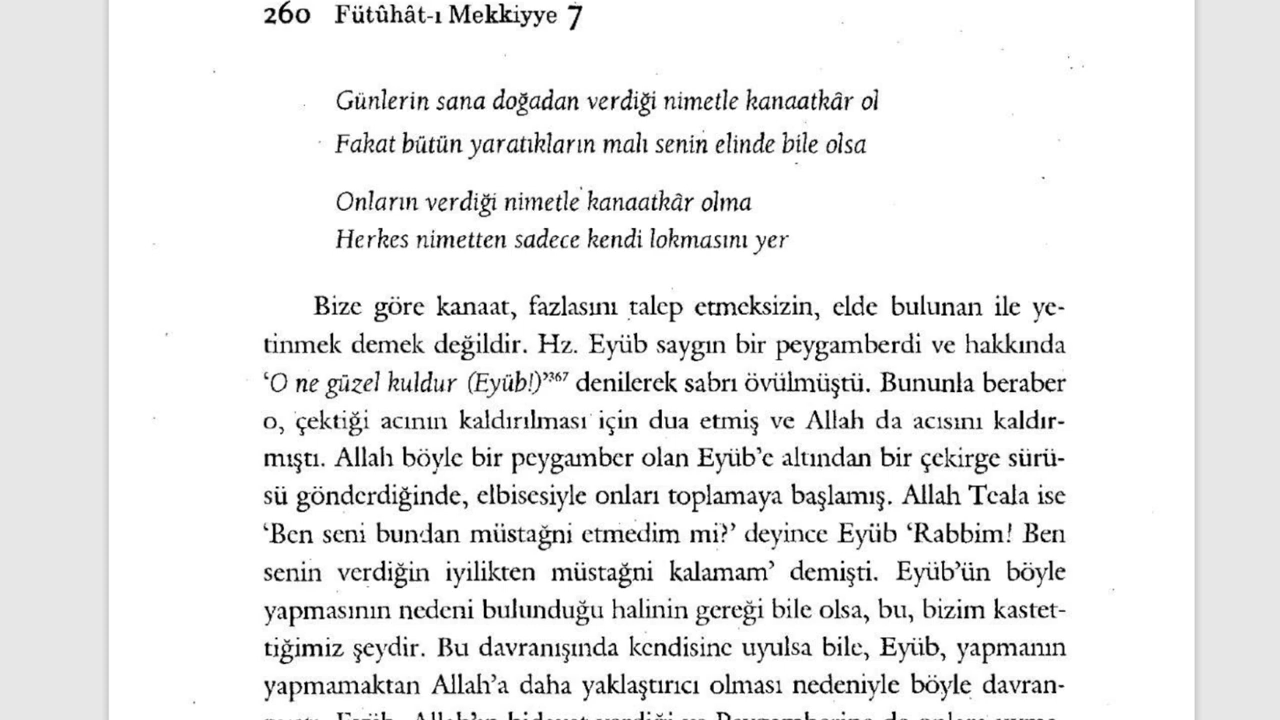 260 Fütûhât-ı Mekkiyye 7
Günlerin sana doğadan verdiği nimetle kanaatkâr ol
Fakat bütün yaratıkların malı senin elinde bile olsa
Onların verdiği nimetle kanaatkâr olma
Herkes nimetten sadece kendi lokmasını yer
Bize göre kanaat, fazlasını talep etmeksizin, elde bulunan ile ye-
tinmek demek değildir. Hz. Eyüb saygın bir peygamberdi ve hakkında
‘O ne güzel kuldur (Eyüb!)’³⁶⁷ denilerek sabrı övülmüştü. Bununla beraber
o, çektiği acının kaldırılması için dua etmiş ve Allah da acısını kaldır-
mıştı. Allah böyle bir peygamber olan Eyüb’e altından bir çekirge sürü-
sü gönderdiğinde, elbisesiyle onları toplamaya başlamış. Allah Teala ise
‘Ben seni bundan müstağni etmedim mi?’ deyince Eyüb ‘Rabbim! Ben
senin verdiğin iyilikten müstağni kalamam’ demişti. Eyüb’ün böyle
yapmasının nedeni bulunduğu halinin gereği bile olsa, bu, bizim kastet-
tiğimiz şeydir. Bu davranışında kendisine uyulsa bile, Eyüb, yapmanın
yapmamaktan Allah’a daha yaklaştırıcı olması nedeniyle böyle davran-